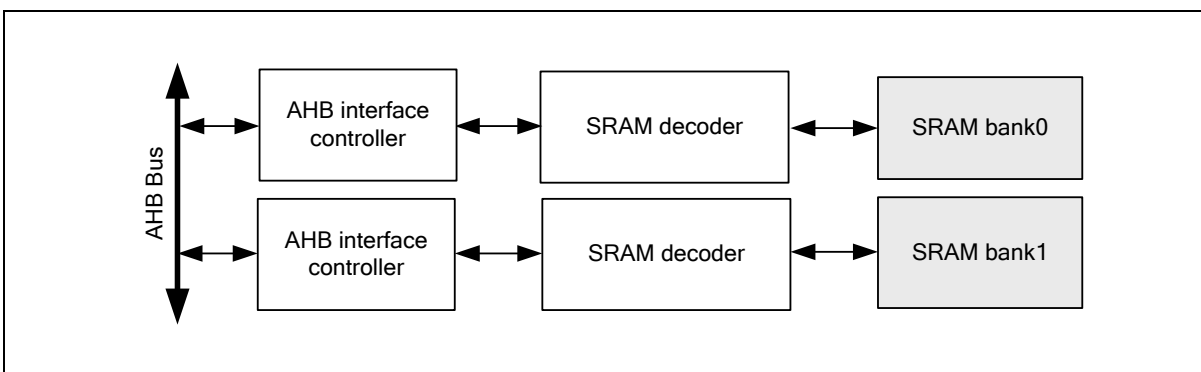 AHB Bus
AHB interface
controller
SRAM decoder
SRAM bank0
AHB interface
controller
SRAM decoder
SRAM bank1